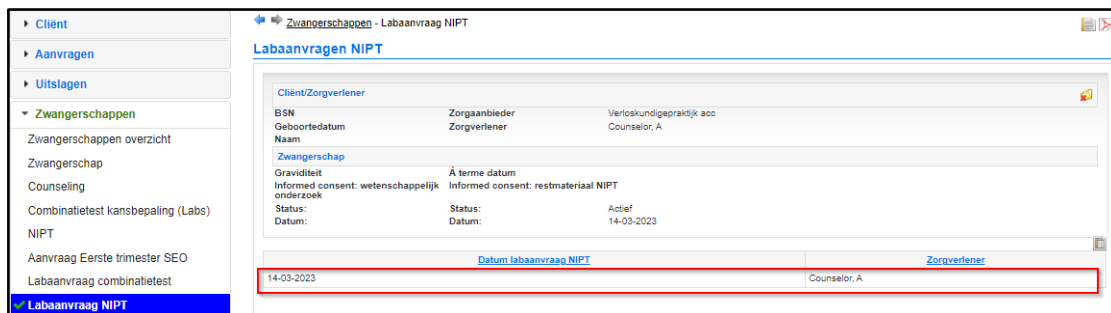 Cliënt
Aanvragen
Uitslagen
Zwangerschappen
Zwangerschappen overzicht
Zwangerschap
Counseling
Combinatietest kansbepaling (Labs)
NIPT
Aanvraag Eerste trimester SEO
Labaanvraag combinatietest
Labaanvraag NIPT
Zwangerschappen - Labaanvraag NIPT
Labaanvragen NIPT
Cliënt/Zorgverlener
BSN Zorgaanbieder Verloskundigepraktijk acc
Geboortedatum Zorgverlener Counselor, A
Naam
Zwangerschap
Graviditeit À terme datum
Informed consent: wetenschappelijk Informed consent: restmateriaal NIPT
onderzoek
Status: Status: Actief
Datum: Datum: 14-03-2023
Datum labaanvraag NIPT Zorgverlener
14-03-2023 Counselor, A